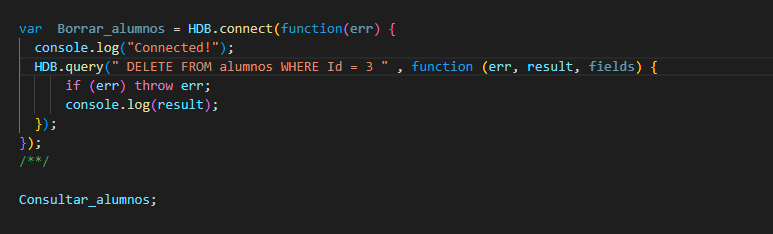 var  Borrar_alumnos = HDB.connect(function(err) {
  console.log("Connected!");
  HDB.query(" DELETE FROM alumnos WHERE Id = 3 " , function (err, result, fields) {
      if (err) throw err;
      console.log(result);
  });
});
/**/
Consultar_alumnos;